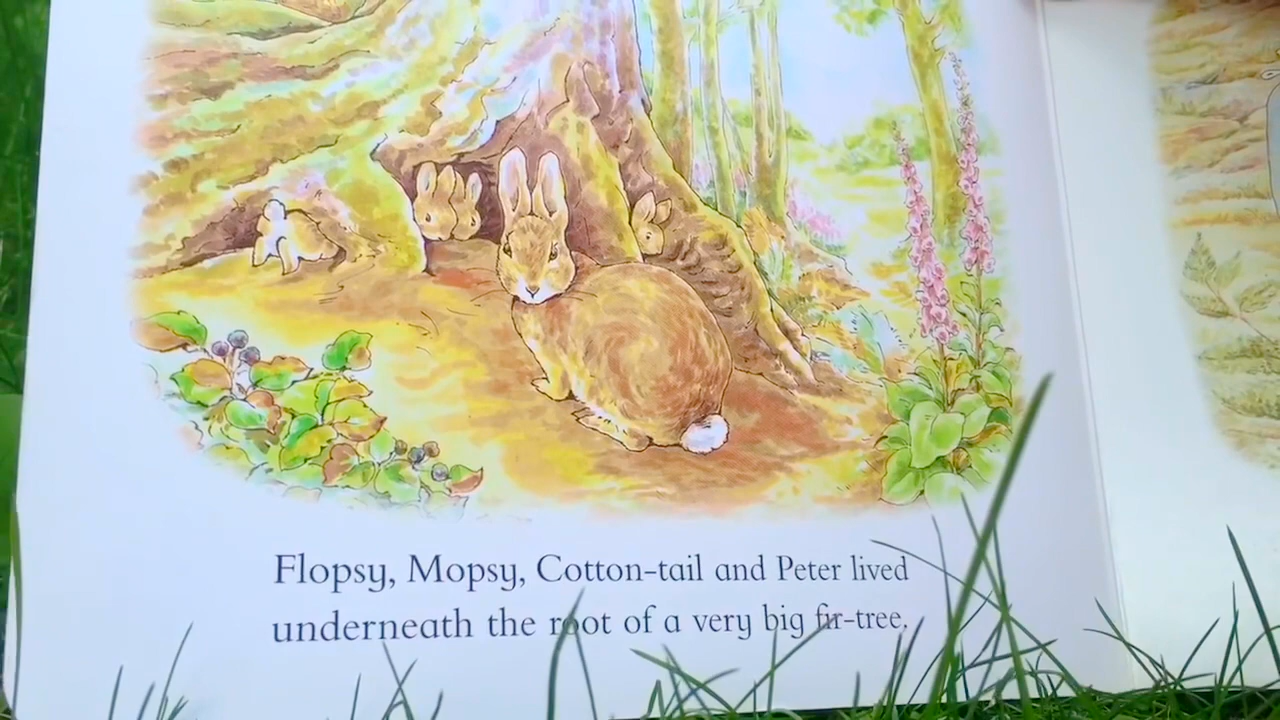 Flopsy, Mopsy, Cotton-tail and Peter lived
underneath the root of a very big fir-tree.